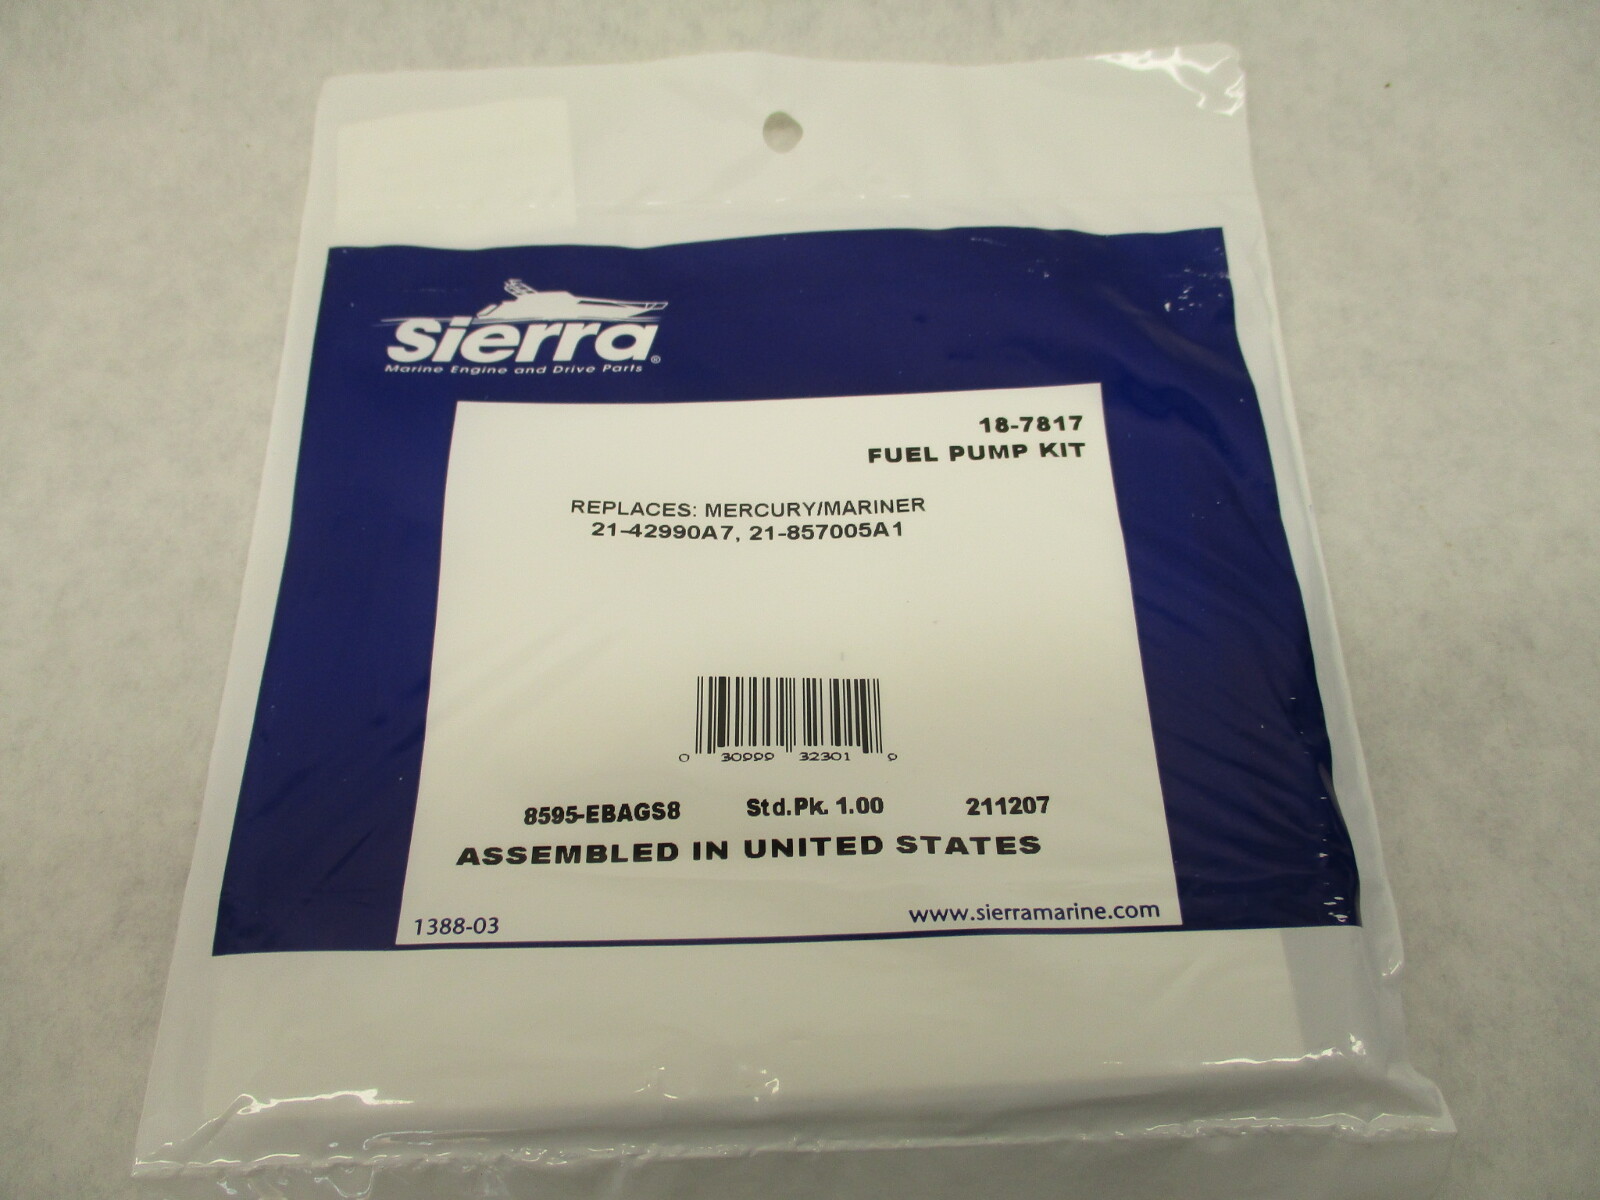 Sierra®
Marine Engine and Drive Parts
18-7817
FUEL PUMP KIT
REPLACES: MERCURY/MARINER
21-42990A7, 21-857005A1
0 30999 32301 9
8595-EBAGS8 Std.Pk. 1.00 211207
ASSEMBLED IN UNITED STATES
1388-03 www.sierramarine.com